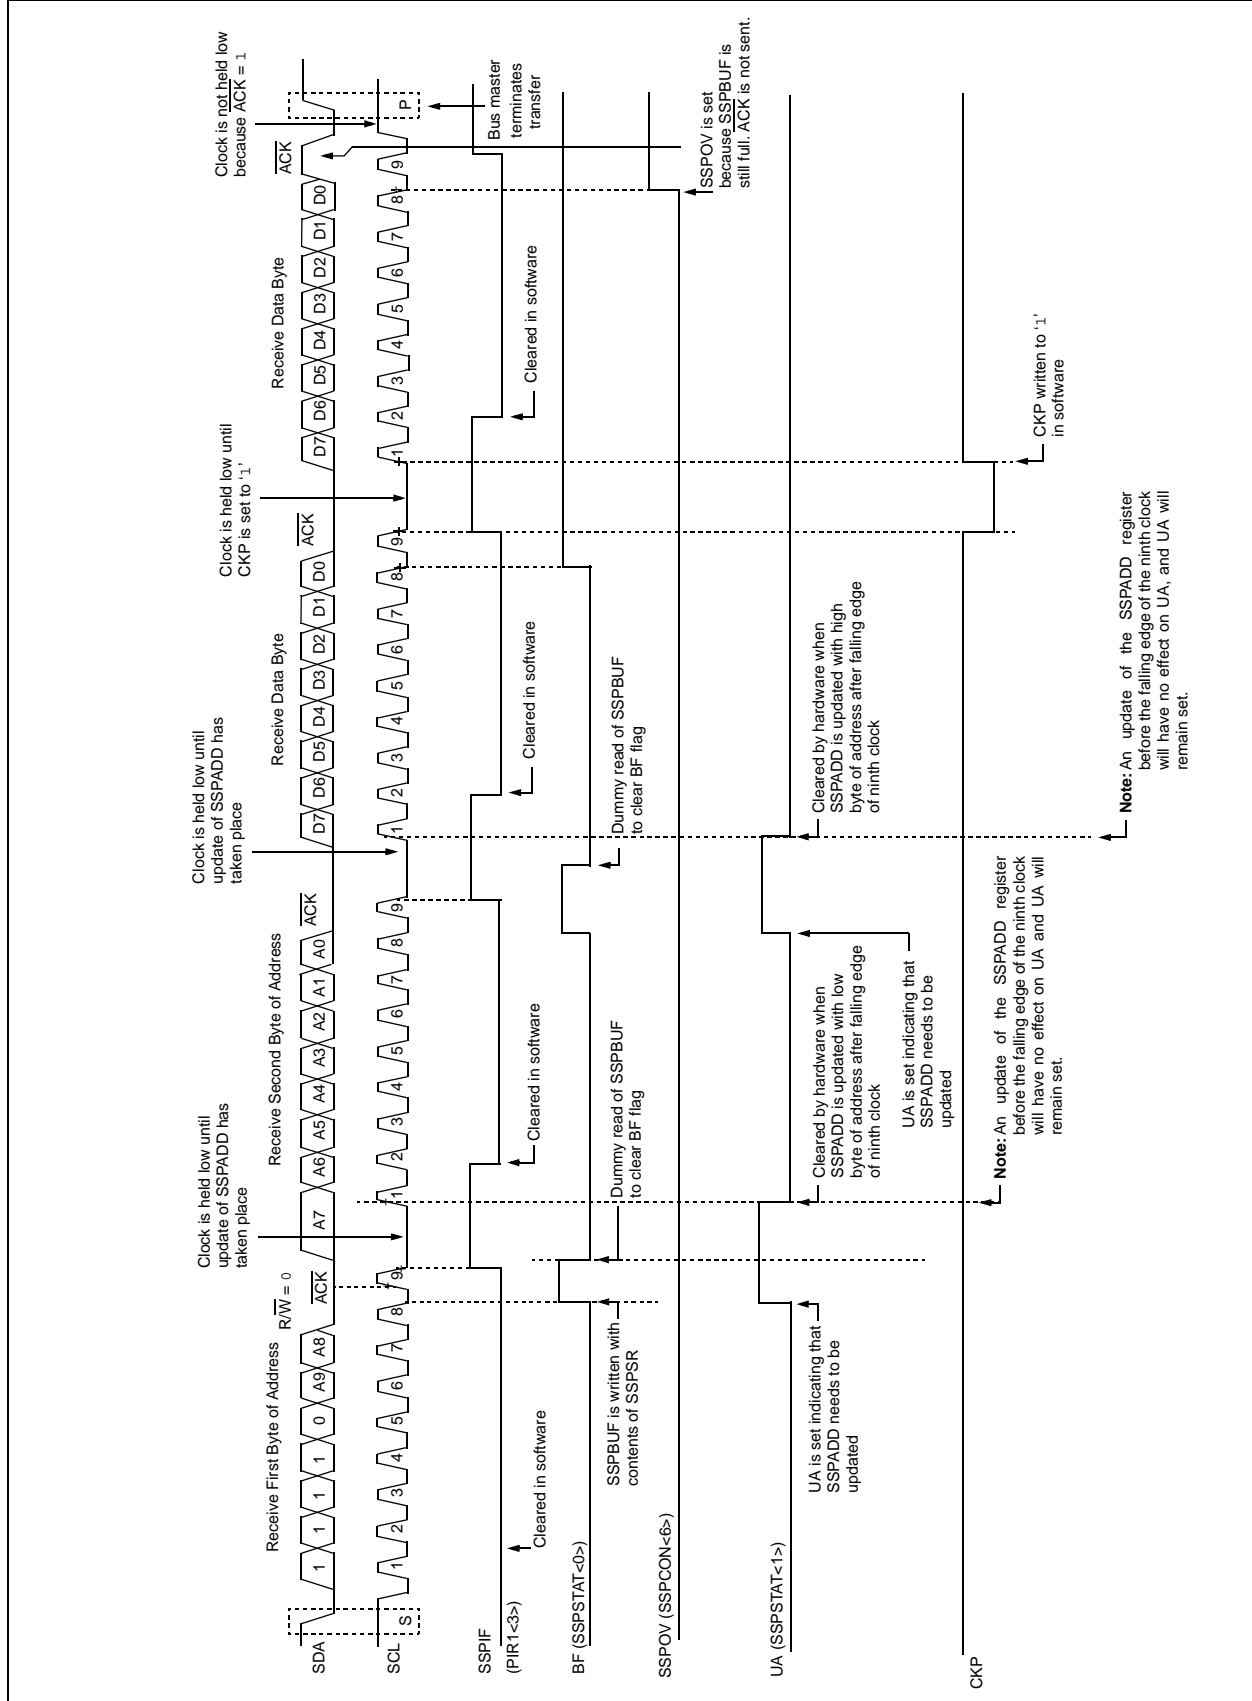 Receive First Byte of Address
R/W = 0
ACK
Clock is held low until
update of SSPADD has
taken place
Receive Second Byte of Address
ACK
Clock is held low until
update of SSPADD has
taken place
Receive Data Byte
ACK
Clock is held low until
CKP is set to ‘1’
Receive Data Byte
ACK
Clock is not held low
because ACK = 1
SDA
1 1 1 1 0 A9 A8
A7 A6 A5 A4 A3 A2 A1 A0
D7 D6 D5 D4 D3 D2 D1 D0
D7 D6 D5 D4 D3 D2 D1 D0
SCL
S
1 2 3 4 5 6 7 8 9
1 2 3 4 5 6 7 8 9
1 2 3 4 5 6 7 8 9
1 2 3 4 5 6 7 8 9
P
Bus master
terminates
transfer
SSPIF
(PIR1<3>)
Cleared in software
Cleared in software
Cleared in software
Cleared in software
BF (SSPSTAT<0>)
SSPBUF is written with
contents of SSPSR
Dummy read of SSPBUF
to clear BF flag
Dummy read of SSPBUF
to clear BF flag
SSPOV (SSPCON<6>)
SSPOV is set
because SSPBUF is
still full. ACK is not sent.
UA (SSPSTAT<1>)
UA is set indicating that
SSPADD needs to be
updated
Cleared by hardware when
SSPADD is updated with low
byte of address after falling edge
of ninth clock
UA is set indicating that
SSPADD needs to be
updated
Cleared by hardware when
SSPADD is updated with high
byte of address after falling edge
of ninth clock
CKP
CKP written to ‘1’
in software
Note: An update of the SSPADD register
before the falling edge of the ninth clock
will have no effect on UA and UA will
remain set.
Note: An update of the SSPADD register
before the falling edge of the ninth clock
will have no effect on UA, and UA will
remain set.